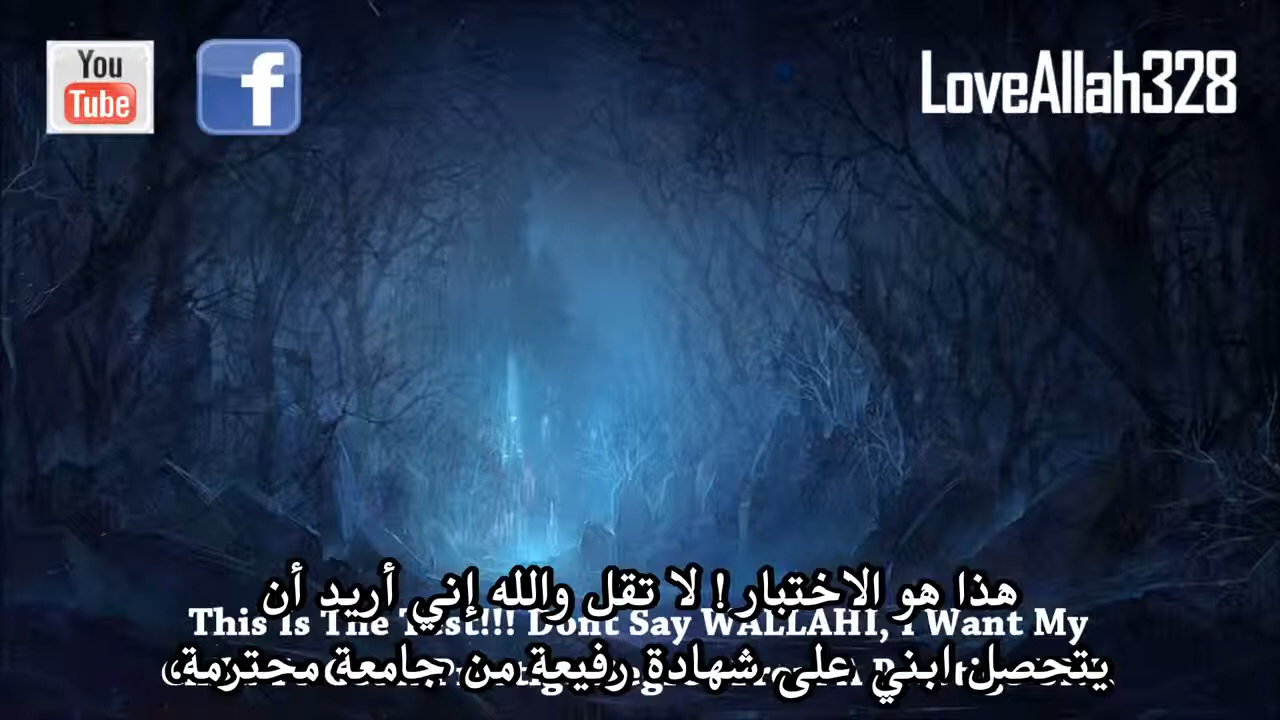 You
Tube
f
LoveAllah328
هذا هو الاختبار! لا تقل والله إني أريد أن
This Is The Test!!! Dont Say WALLAHI, I Want My
يتحصل ابني على شهادة رفيعة من جامعة محترمة،